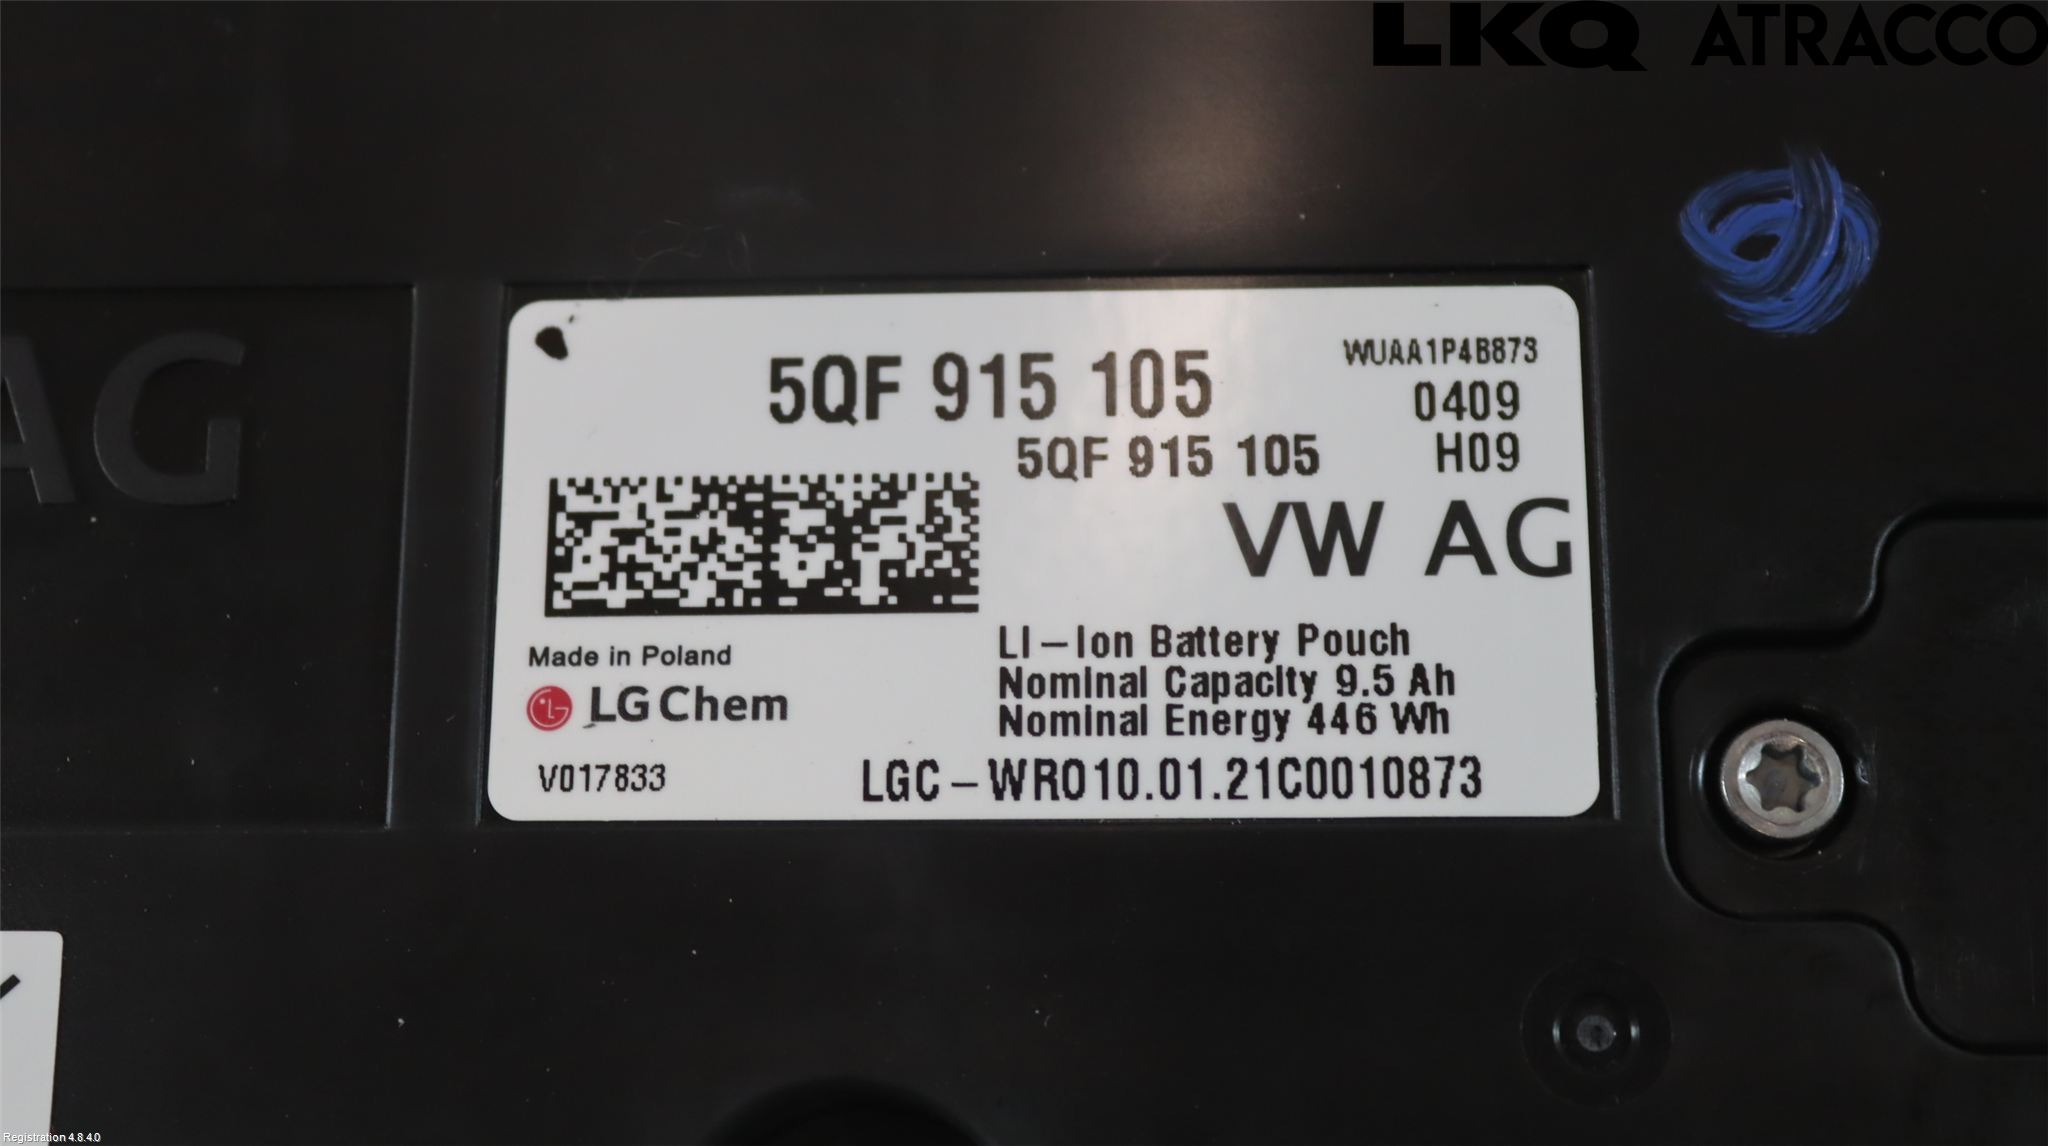 LKQ ATRACCO
AG
5QF 915 105
WUAA1P4B873
0409
5QF 915 105
H09
VW AG
Made in Poland
LG Chem
LI-Ion Battery Pouch
Nominal Capacity 9.5 Ah
Nominal Energy 446 Wh
V017833
LGC-WR010.01.21C0010873
Registration 4.8.4.0